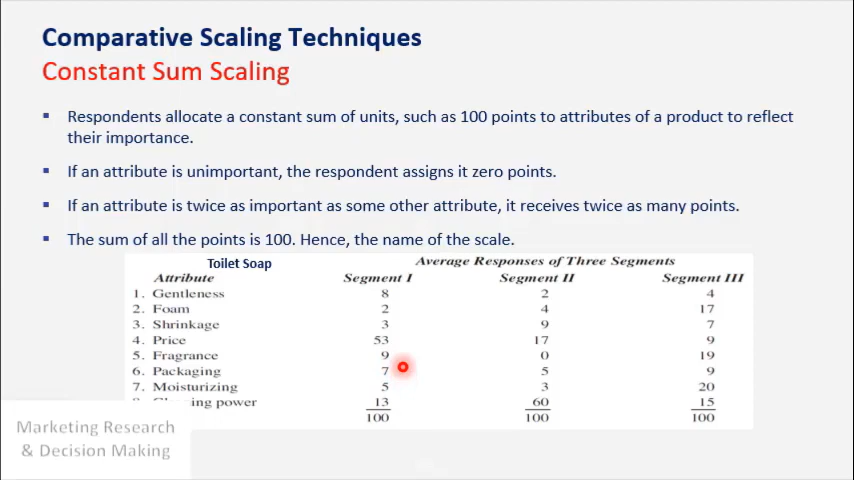 Comparative Scaling Techniques
Constant Sum Scaling
▪ Respondents allocate a constant sum of units, such as 100 points to attributes of a product to reflect
their importance.
▪ If an attribute is unimportant, the respondent assigns it zero points.
▪ If an attribute is twice as important as some other attribute, it receives twice as many points.
▪ The sum of all the points is 100. Hence, the name of the scale.
Toilet Soap Average Responses of Three Segments
Attribute Segment I Segment II Segment III
1. Gentleness 8 2 4
2. Foam 2 4 17
3. Shrinkage 3 9 7
4. Price 53 17 9
5. Fragrance 9 0 19
6. Packaging 7 5 9
7. Moisturizing 5 3 20
power 13 60 15
100 100 100
Marketing Research
& Decision Making